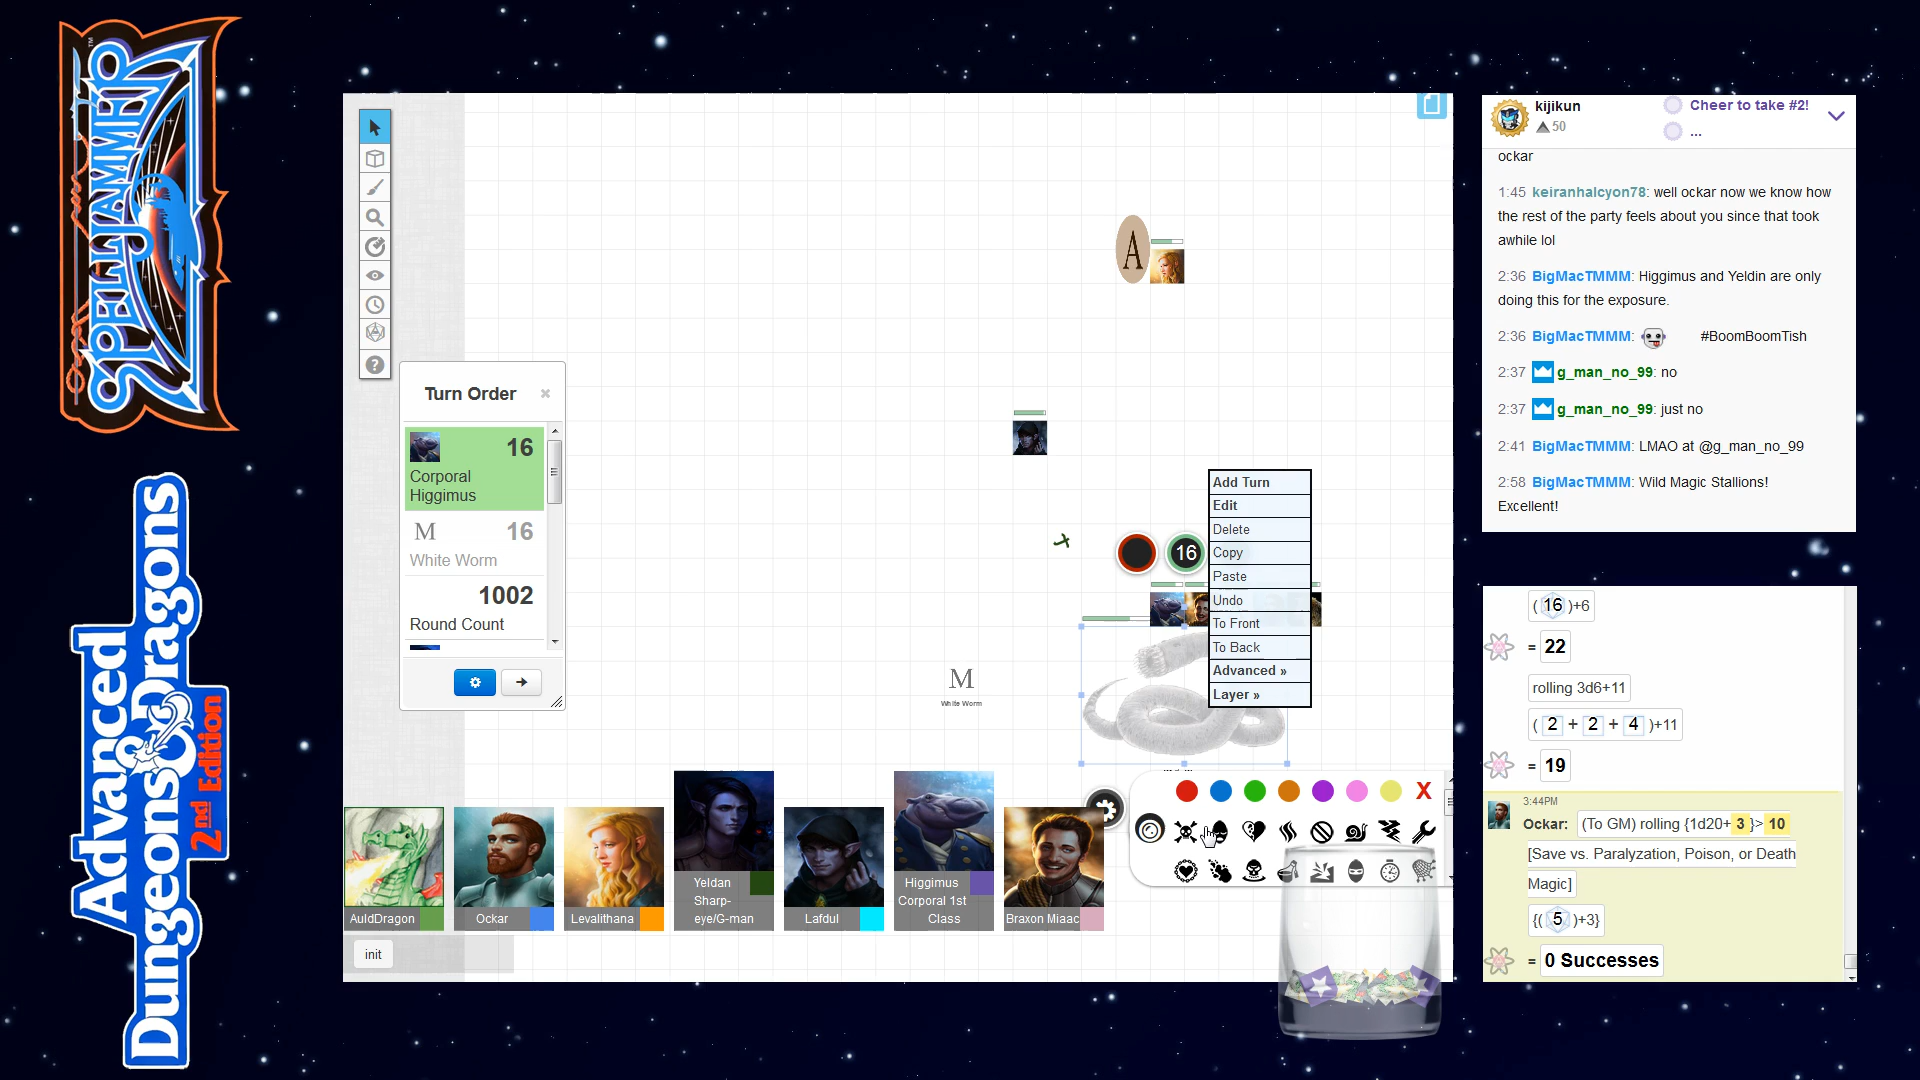 SPELLJAMMER
TM
Advanced
Dungeons & Dragons
2nd Edition
Turn Order
×
16
Corporal
Higgimus
M
16
White Worm
1002
Round Count
A
16
M
White Worm
Add Turn
Edit
Delete
Copy
Paste
Undo
To Front
To Back
Advanced »
Layer »
X
AuldDragon
Ockar
Levalithana
Yeldan
Sharp-
eye/G-man
Lafdul
Higgimus
Corporal 1st
Class
Braxon Miaac
init
kijikun
50
Cheer to take #2!
...
ockar
1:45 keiranhalcyon78: well ockar now we know how
the rest of the party feels about you since that took
awhile lol
2:36 BigMacTMMM: Higgimus and Yeldin are only
doing this for the exposure.
2:36 BigMacTMMM: #BoomBoomTish
2:37 g_man_no_99: no
2:37 g_man_no_99: just no
2:41 BigMacTMMM: LMAO at @g_man_no_99
2:58 BigMacTMMM: Wild Magic Stallions!
Excellent!
(16)+6
= 22
rolling 3d6+11
(2 + 2 + 4)+11
= 19
3:44PM
Ockar: (To GM) rolling {1d20+ 3 }> 10
[Save vs. Paralyzation, Poison, or Death
Magic]
{(5)+3}
= 0 Successes